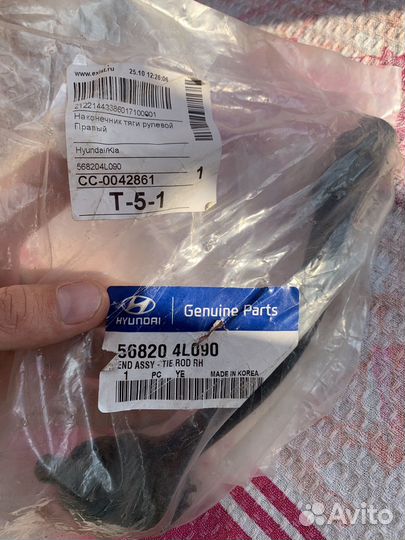 www.exist.ru 25.10 12:26:06
21221443386017100001
Наконечник тяги рулевой
Правый
Hyundai/Kia
568204L090
CC-0042861 1
T-5-1
HYUNDAI Genuine Parts
56820 4L090
END ASSY-TIE ROD RH
1 PC YE MADE IN KOREA
Avito